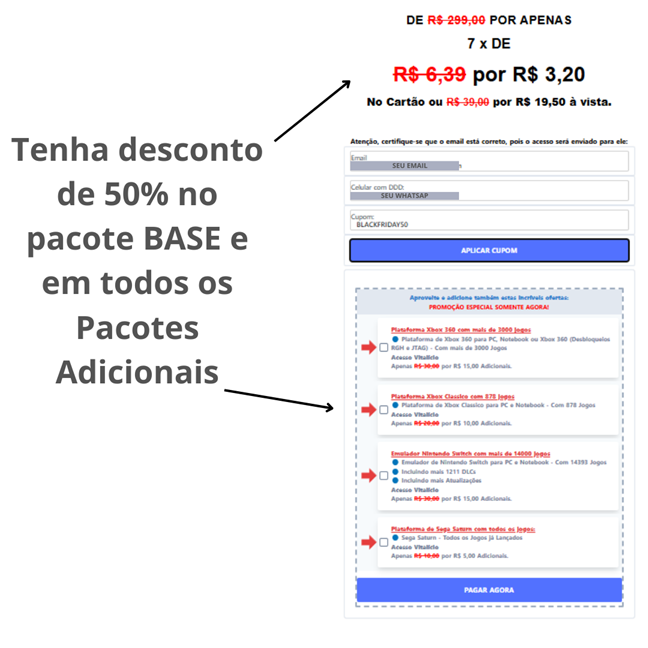 DE R$ 299,00 POR APENAS
7 x DE
R$ 6,39 por R$ 3,20
No Cartão ou R$ 39,00 por R$ 19,50 à vista.
Tenha desconto
de 50% no
pacote BASE e
em todos os
Pacotes
Adicionais
Atenção, certifique-se que o email está correto, pois o acesso será enviado para ele:
Email
SEU EMAIL
Celular com DDD:
SEU WHATSAP
Cupom:
BLACKFRIDAY50
APLICAR CUPOM
Aproveite e adicione também estas incríveis ofertas:
PROMOÇÃO ESPECIAL SOMENTE AGORA!
Plataforma Xbox 360 com mais de 3000 Jogos
Plataforma de Xbox 360 para PC, Notebook ou Xbox 360 (Desbloqueios
RGH e JTAG) - Com mais de 3000 Jogos
Acesso Vitalício
Apenas R$ 30,00 por R$ 15,00 Adicionais.
Plataforma Xbox Classico com 878 Jogos
Plataforma de Xbox Classico para PC e Notebook - Com 878 Jogos
Acesso Vitalício
Apenas R$ 20,00 por R$ 10,00 Adicionais.
Emulador Nintendo Switch com mais de 14000 Jogos
Emulador de Nintendo Switch para PC e Notebook - Com 14393 Jogos
Incluindo mais 1211 DLCs
Incluindo mais Atualizações
Acesso Vitalício
Apenas R$ 30,00 por R$ 15,00 Adicionais.
Plataforma de Sega Saturn com todos os Jogos:
Sega Saturn - Todos os Jogos Já Lançados
Acesso Vitalício
Apenas R$ 10,00 por R$ 5,00 Adicionais.
PAGAR AGORA